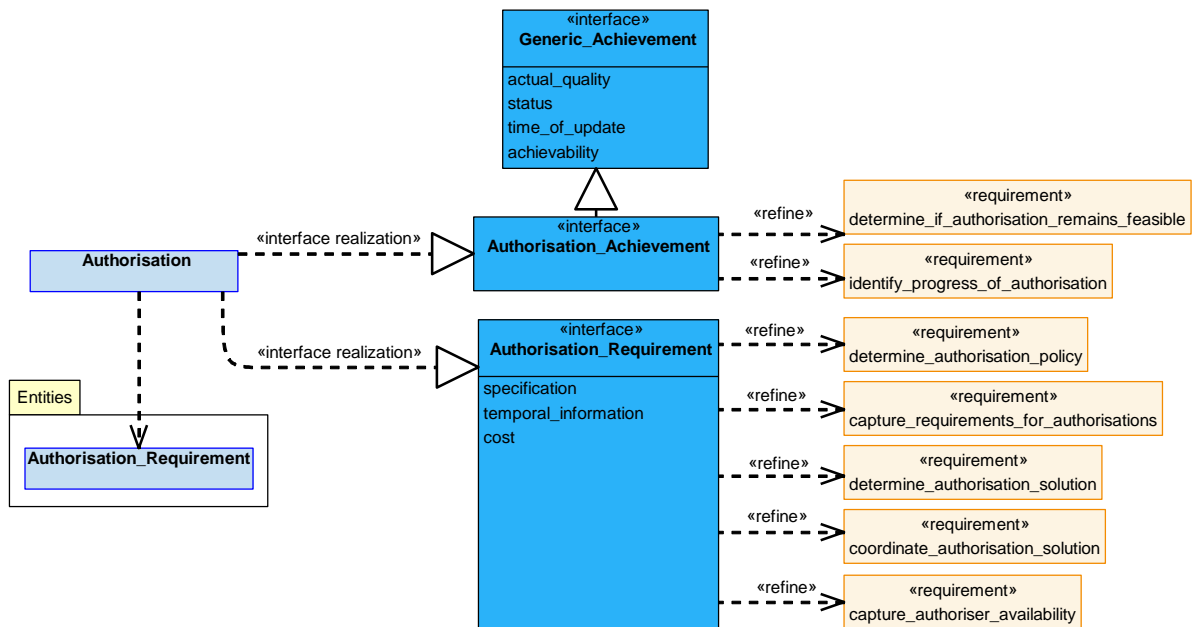 «interface»
Generic_Achievement
actual_quality
status
time_of_update
achievability
«interface»
Authorisation_Achievement
«refine»
«requirement»
determine_if_authorisation_remains_feasible
«interface realization»
Authorisation
«refine»
«requirement»
identify_progress_of_authorisation
«interface»
Authorisation_Requirement
specification
temporal_information
cost
«interface realization»
«refine»
«requirement»
determine_authorisation_policy
Entities
Authorisation_Requirement
«refine»
«requirement»
capture_requirements_for_authorisations
«refine»
«requirement»
determine_authorisation_solution
«refine»
«requirement»
coordinate_authorisation_solution
«refine»
«requirement»
capture_authoriser_availability